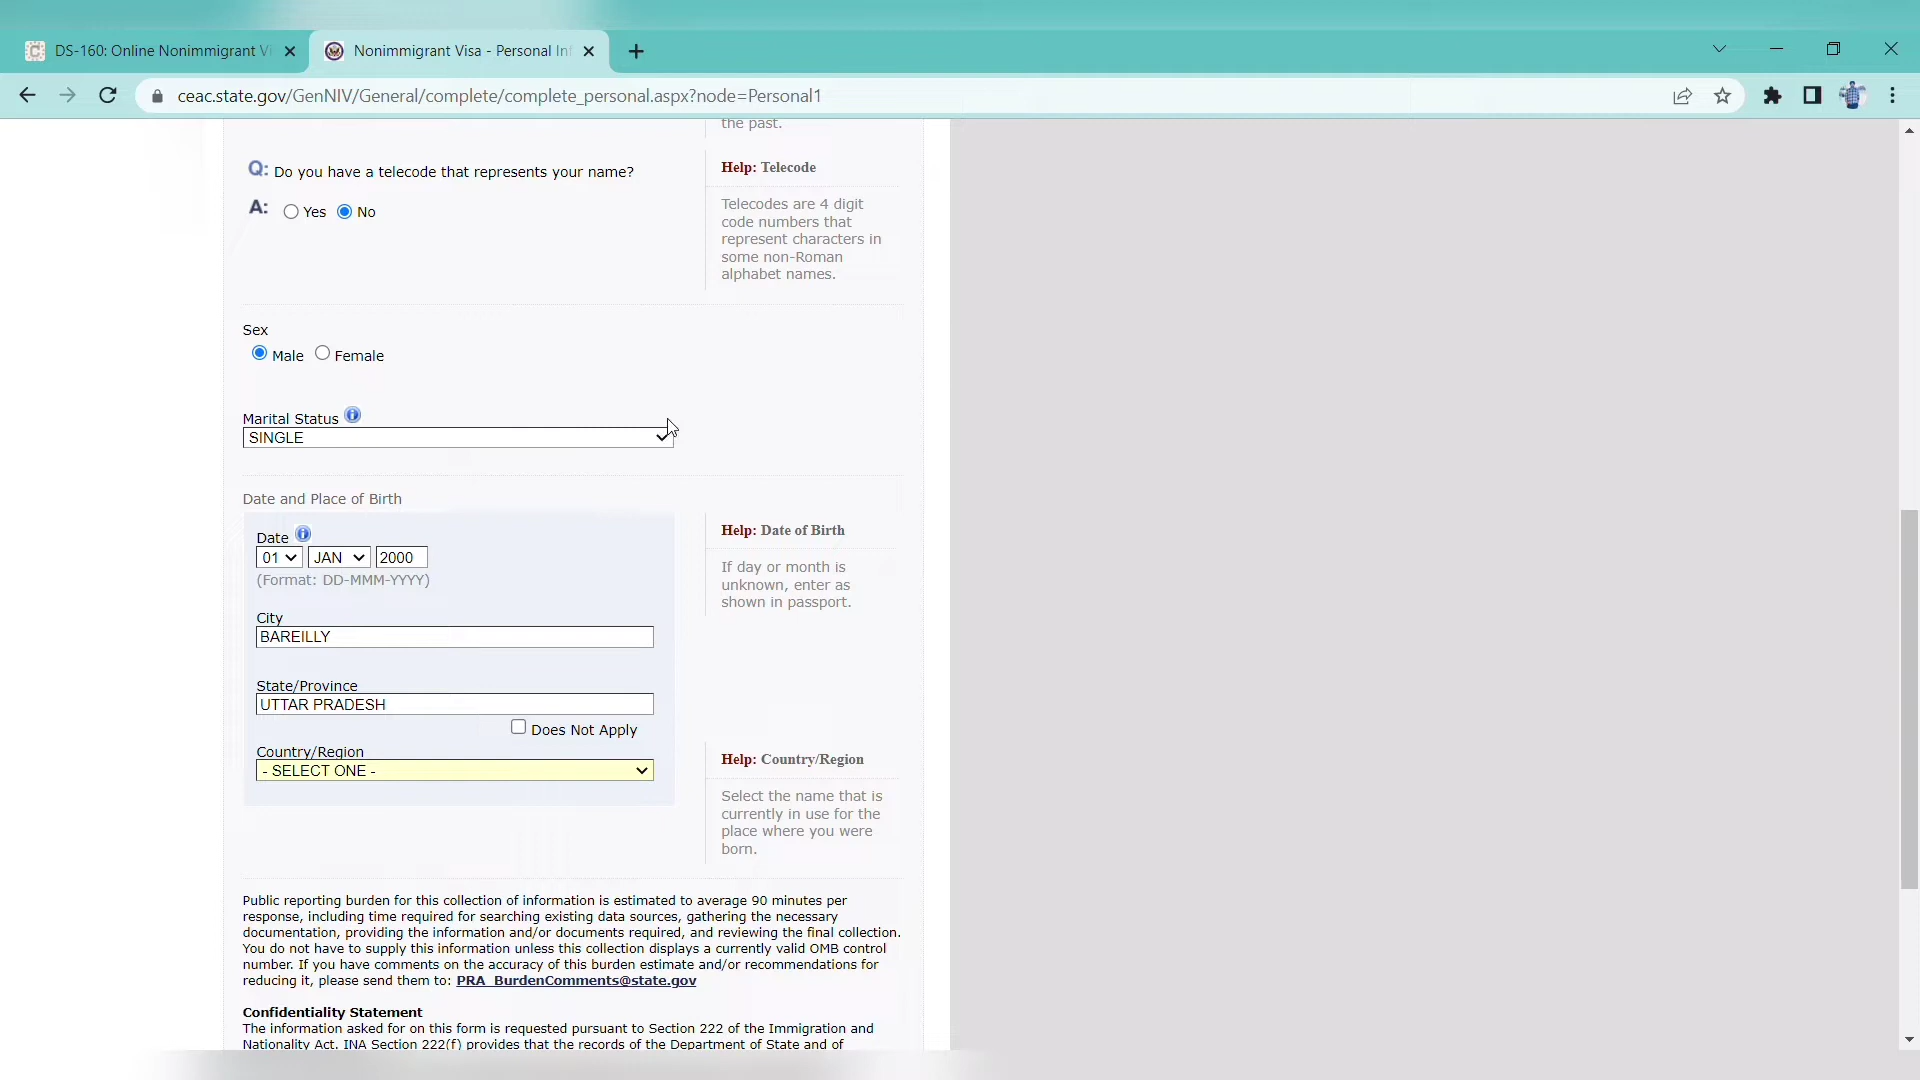 DS-160: Online Nonimmigrant Vi
Nonimmigrant Visa - Personal Inf
ceac.state.gov/GenNIV/General/complete/complete_personal.aspx?node=Personal1
the past.
Q: Do you have a telecode that represents your name?
A: Yes No
Help: Telecode
Telecodes are 4 digit
code numbers that
represent characters in
some non-Roman
alphabet names.
Sex
Male Female
Marital Status
SINGLE
Date and Place of Birth
Date
01 JAN 2000
(Format: DD-MMM-YYYY)
Help: Date of Birth
If day or month is
unknown, enter as
shown in passport.
City
BAREILLY
State/Province
UTTAR PRADESH
Does Not Apply
Country/Region
- SELECT ONE -
Help: Country/Region
Select the name that is
currently in use for the
place where you were
born.
Public reporting burden for this collection of information is estimated to average 90 minutes per
response, including time required for searching existing data sources, gathering the necessary
documentation, providing the information and/or documents required, and reviewing the final collection.
You do not have to supply this information unless this collection displays a currently valid OMB control
number. If you have comments on the accuracy of this burden estimate and/or recommendations for
reducing it, please send them to: PRA_BurdenComments@state.gov
Confidentiality Statement
The information asked for on this form is requested pursuant to Section 222 of the Immigration and
Nationality Act. INA Section 222(f) provides that the records of the Department of State and of